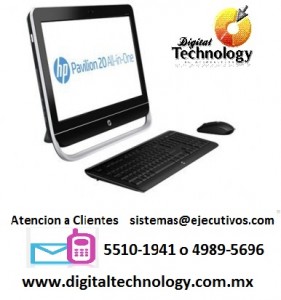 Digital
Technology
hp Pavilion 20 All-in-One
Atencion a Clientes sistemas@ejecutivos.com
5510-1941 o 4989-5696
www.digitaltechnology.com.mx